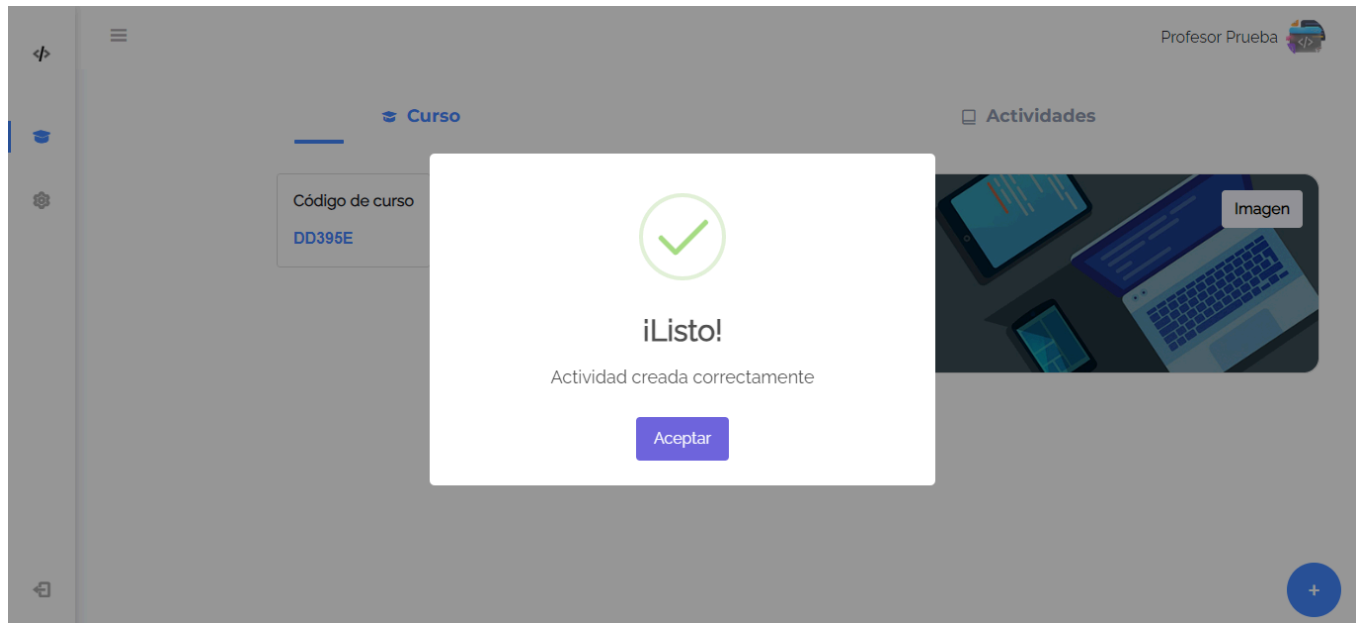 </>
Profesor Prueba
Curso
Actividades
Código de curso
DD395E
Imagen
¡Listo!
Actividad creada correctamente
Aceptar
+